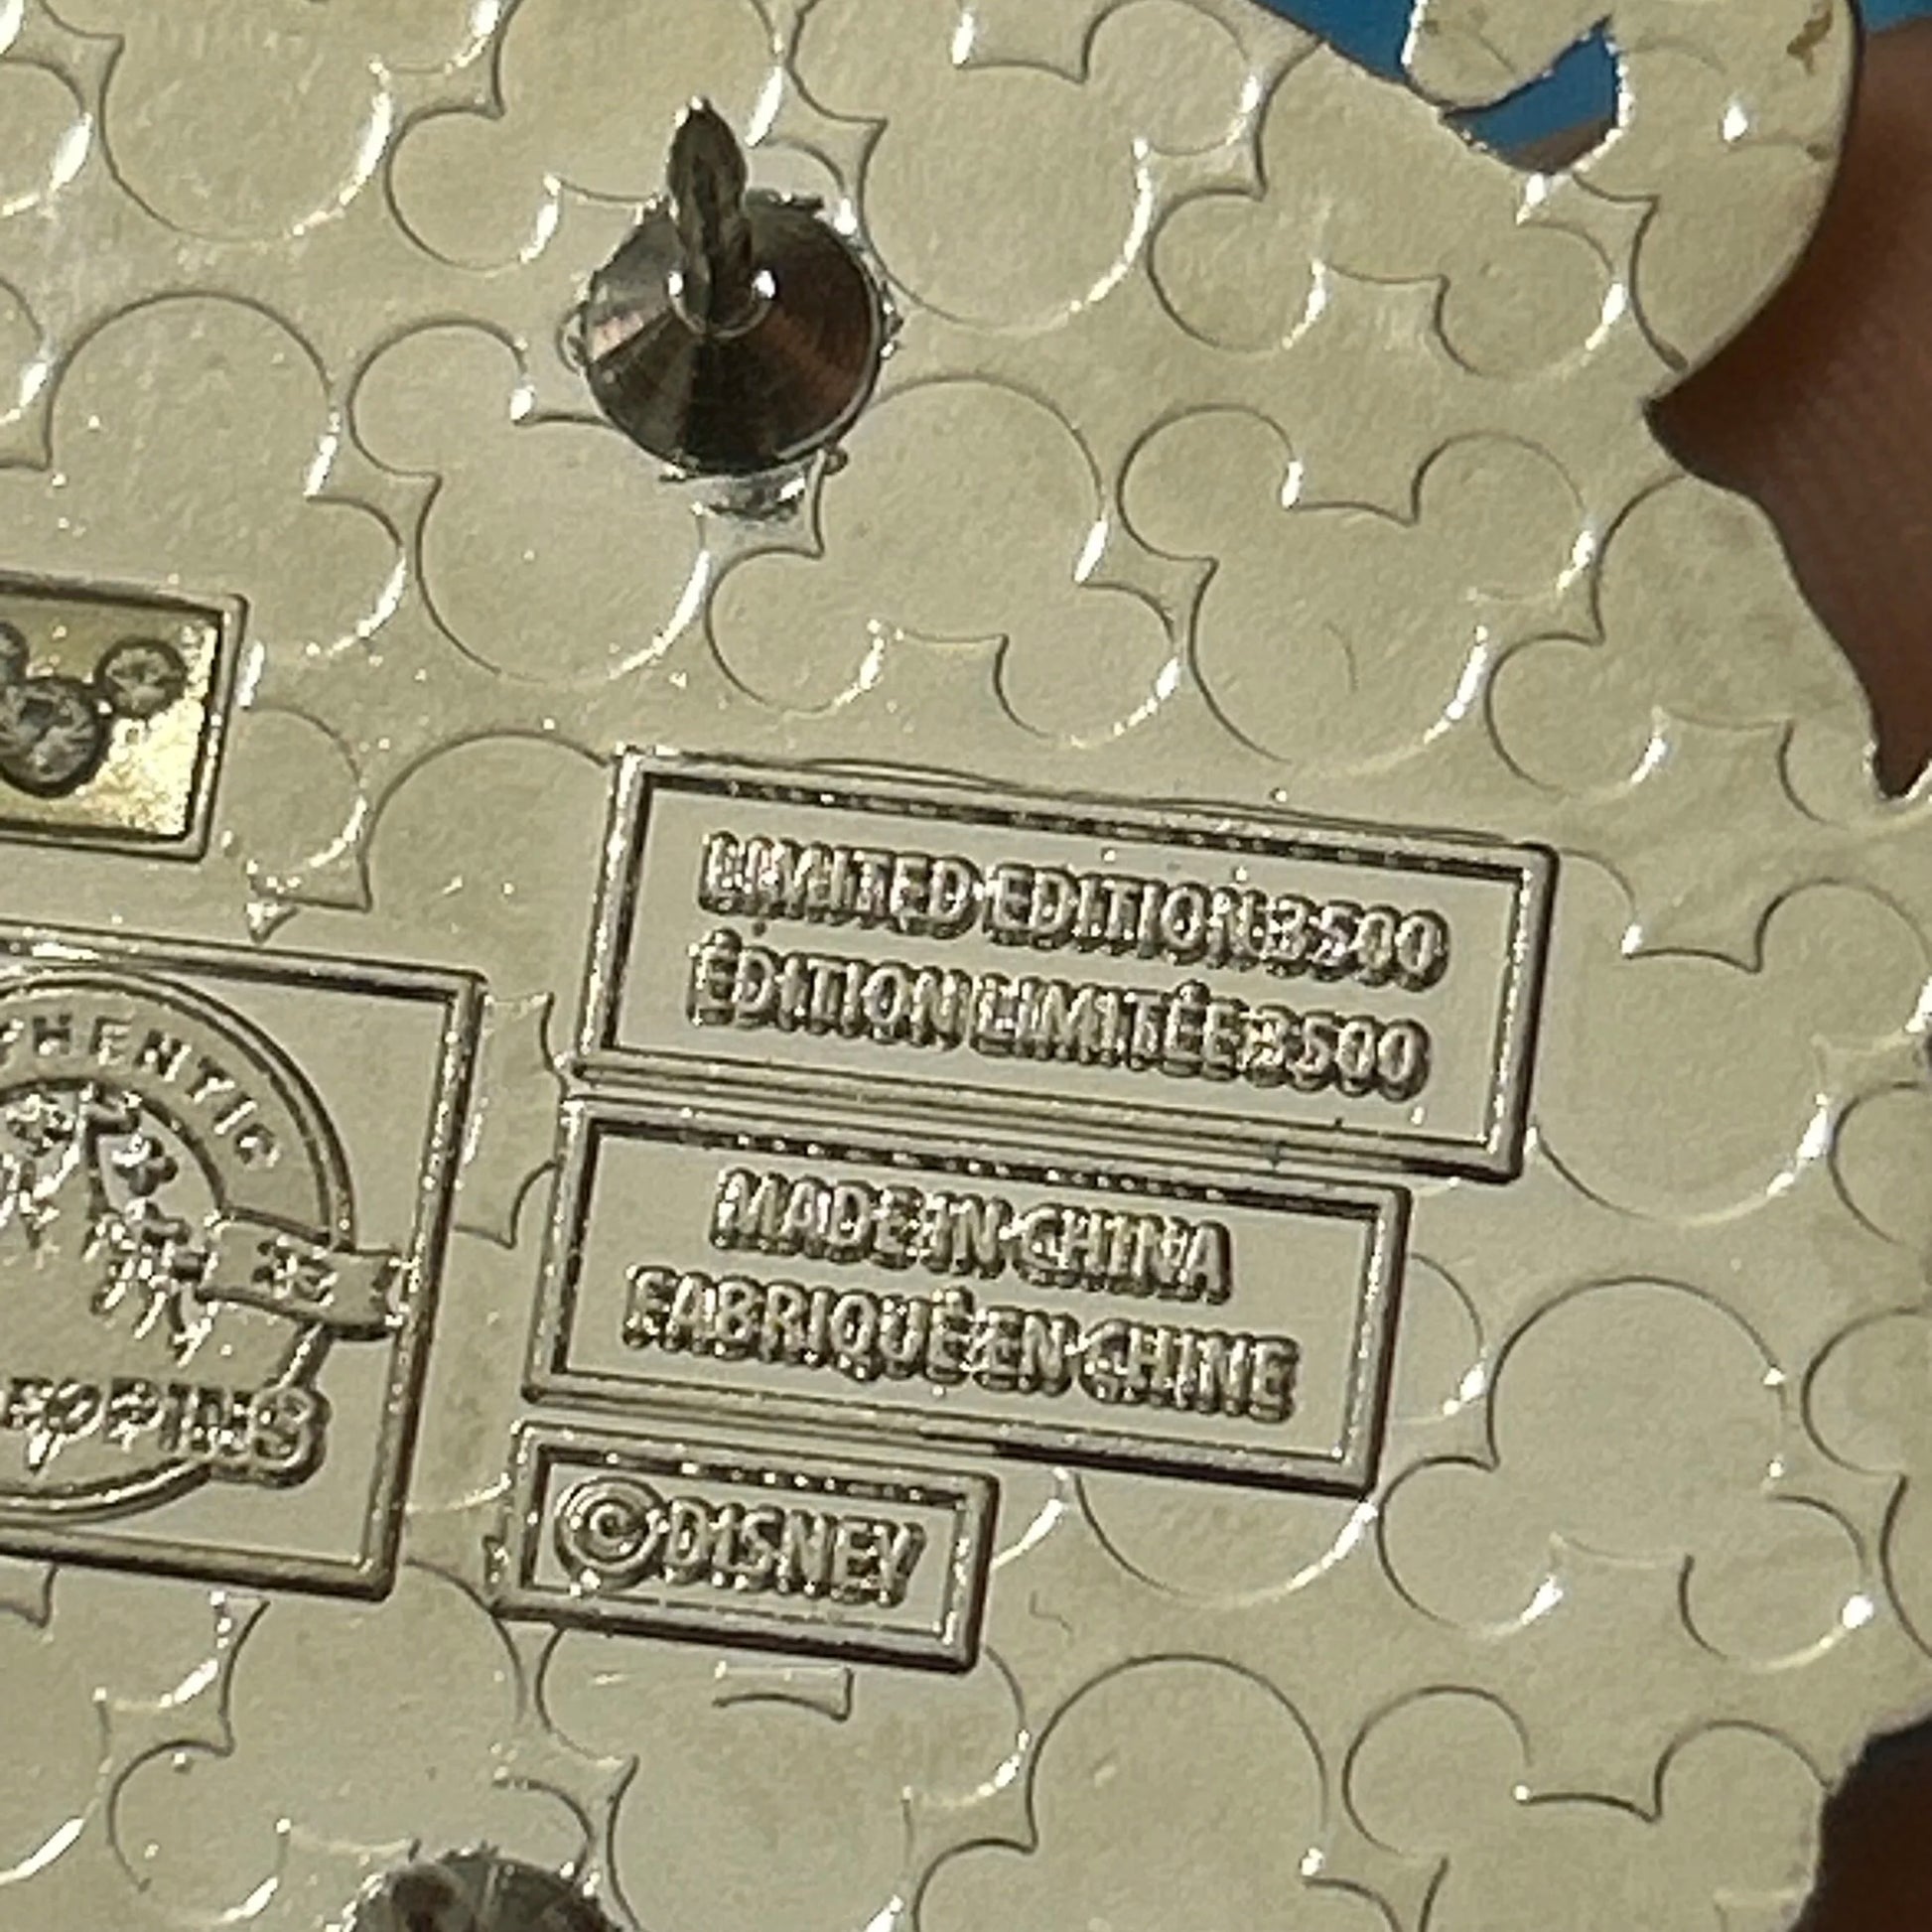 LIMITED EDITION 3500
ÉDITION LIMITÉE 3500
MADE IN CHINA
FABRIQUÉ EN CHINE
©DISNEY